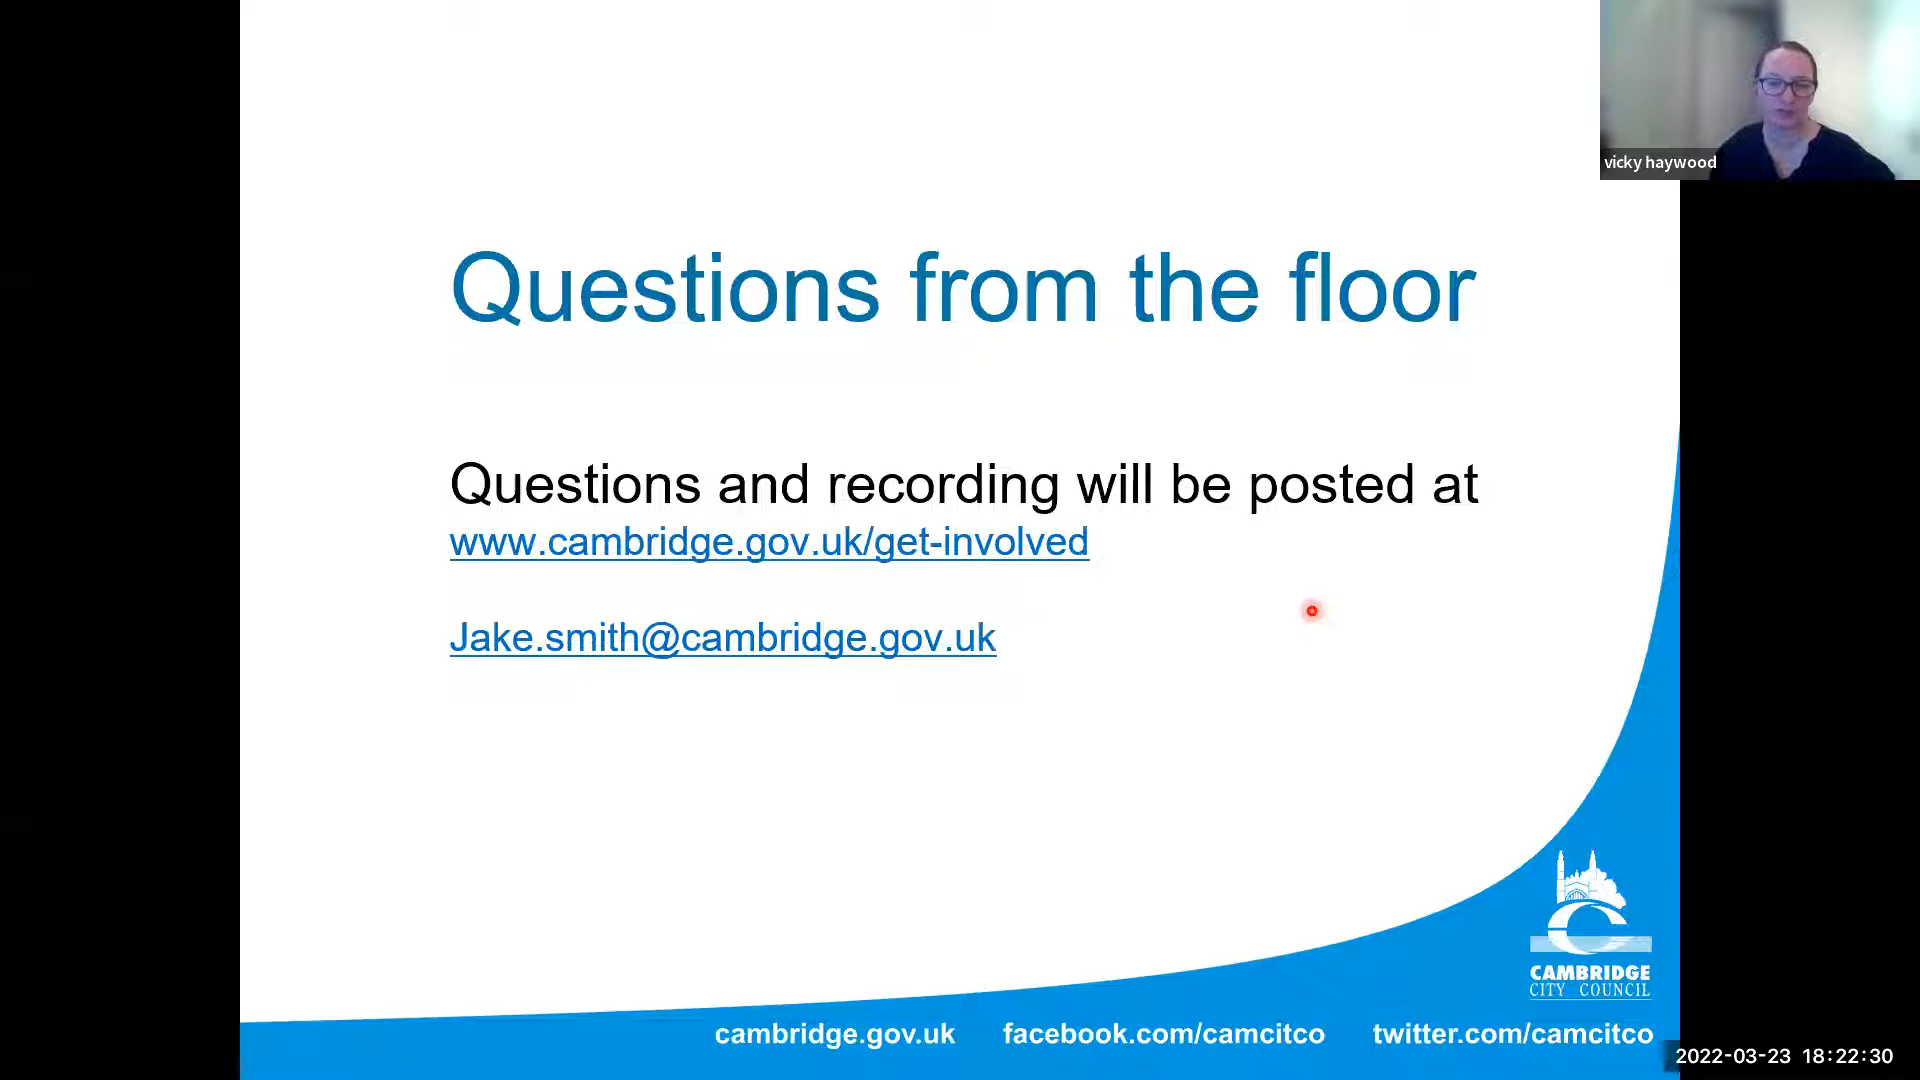 vicky haywood
Questions from the floor
Questions and recording will be posted at
www.cambridge.gov.uk/get-involved
Jake.smith@cambridge.gov.uk
CAMBRIDGE
CITY COUNCIL
cambridge.gov.uk facebook.com/camcitco twitter.com/camcitco
2022-03-23 18:22:30